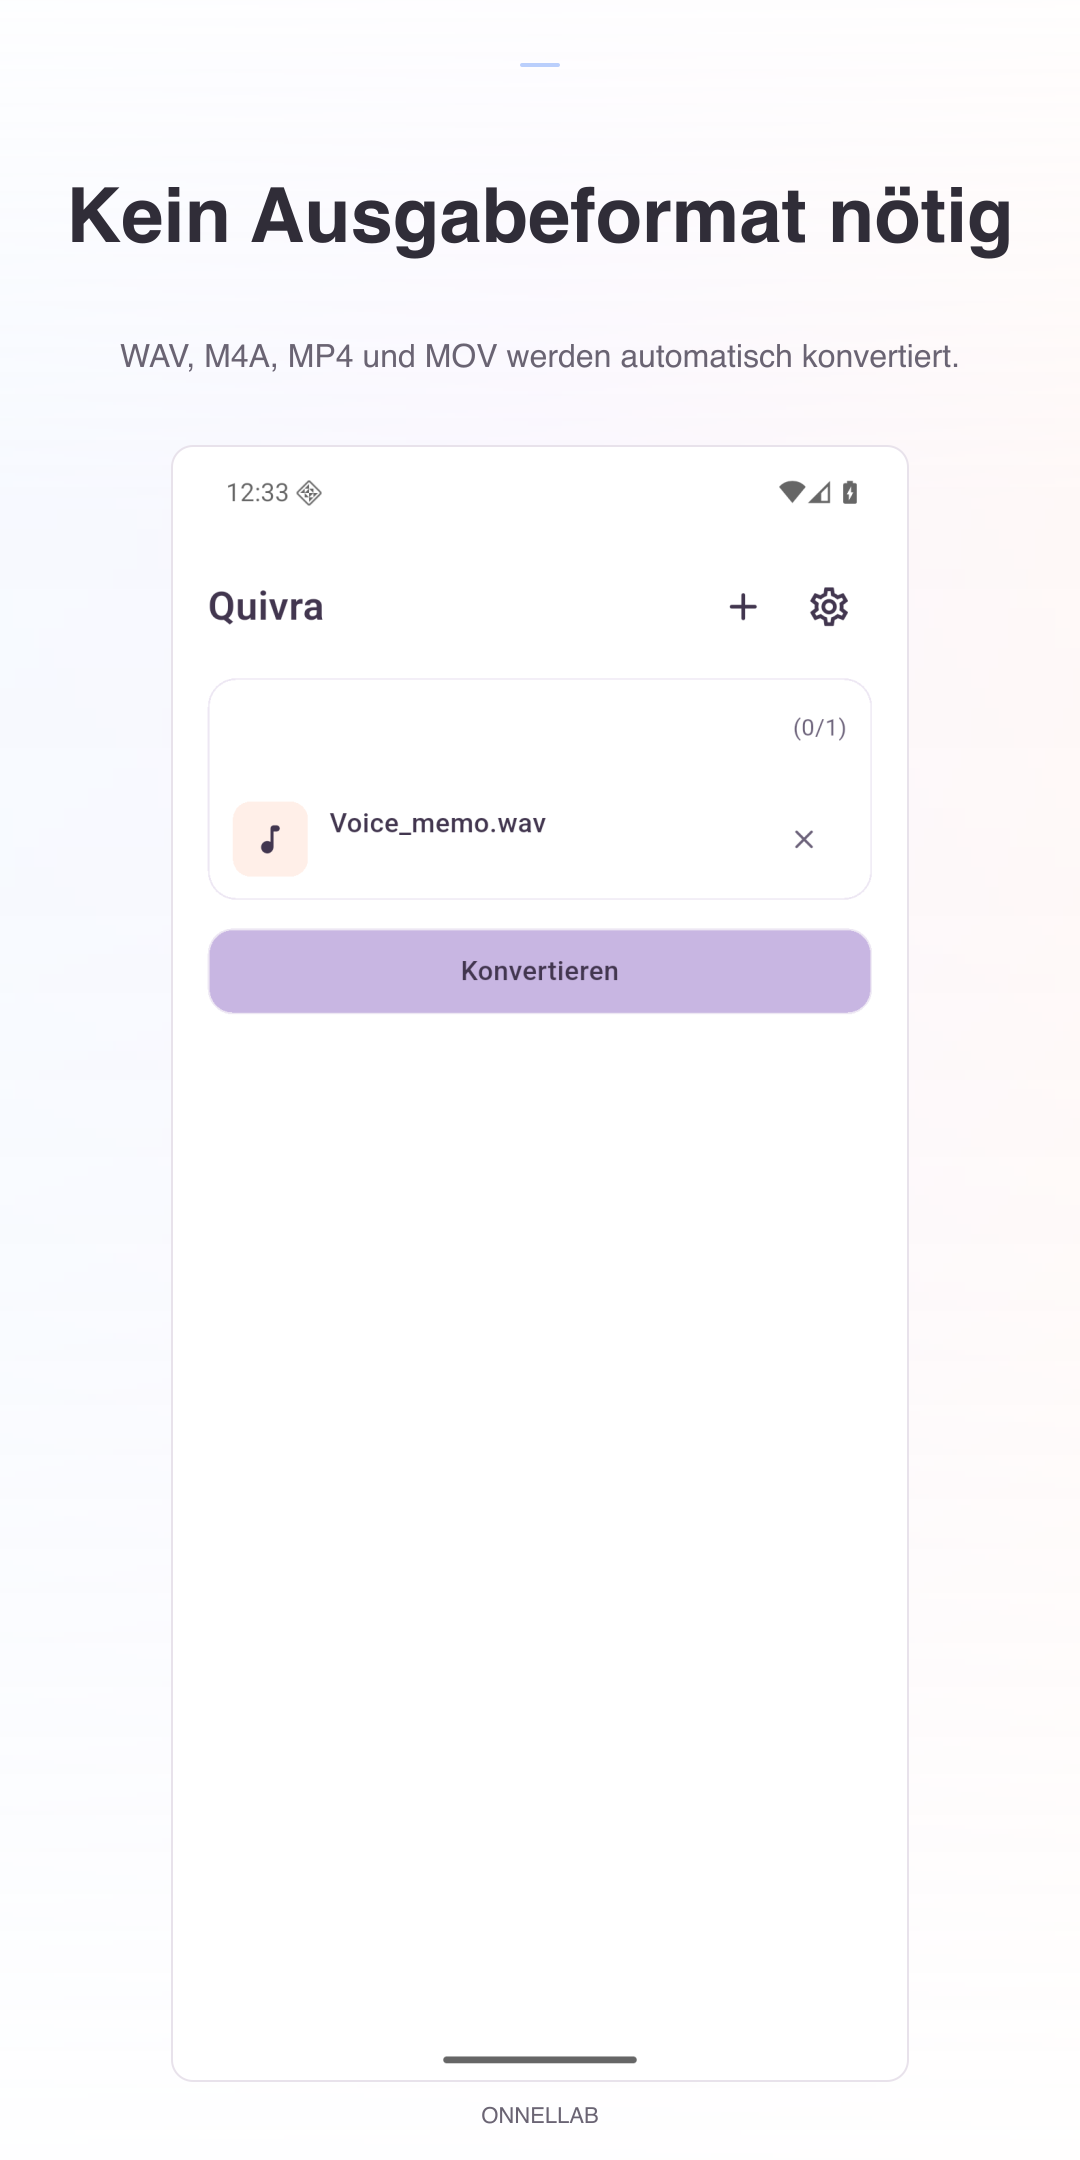 Kein Ausgabeformat nötig
WAV, M4A, MP4 und MOV werden automatisch konvertiert.
12:33
Quivra
(0/1)
Voice_memo.wav
Konvertieren
ONNELLAB